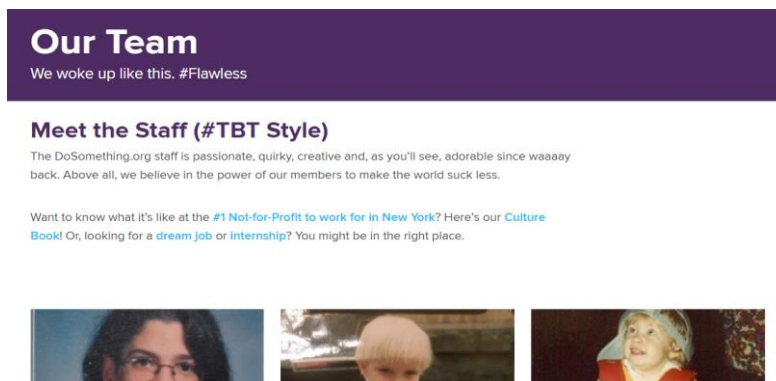 Our Team
We woke up like this. #Flawless
Meet the Staff (#TBT Style)
The DoSomething.org staff is passionate, quirky, creative and, as you'll see, adorable since waaaay
back. Above all, we believe in the power of our members to make the world suck less.
Want to know what it's like at the #1 Not-for-Profit to work for in New York? Here's our Culture
Book! Or, looking for a dream job or internship? You might be in the right place.